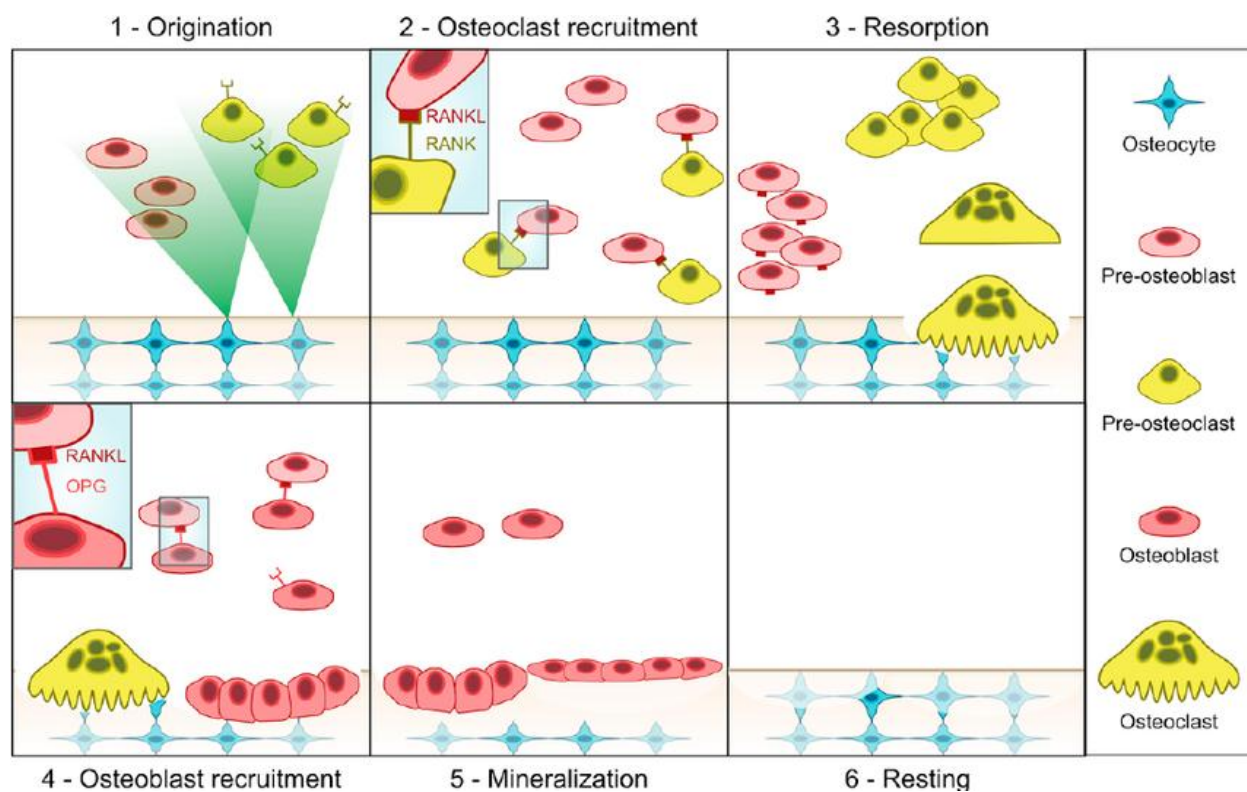 1 - Origination
2 - Osteoclast recruitment
3 - Resorption
RANKL
RANK
Osteocyte
Pre-osteoblast
Pre-osteoclast
RANKL
OPG
Osteoblast
Osteoclast
4 - Osteoblast recruitment
5 - Mineralization
6 - Resting